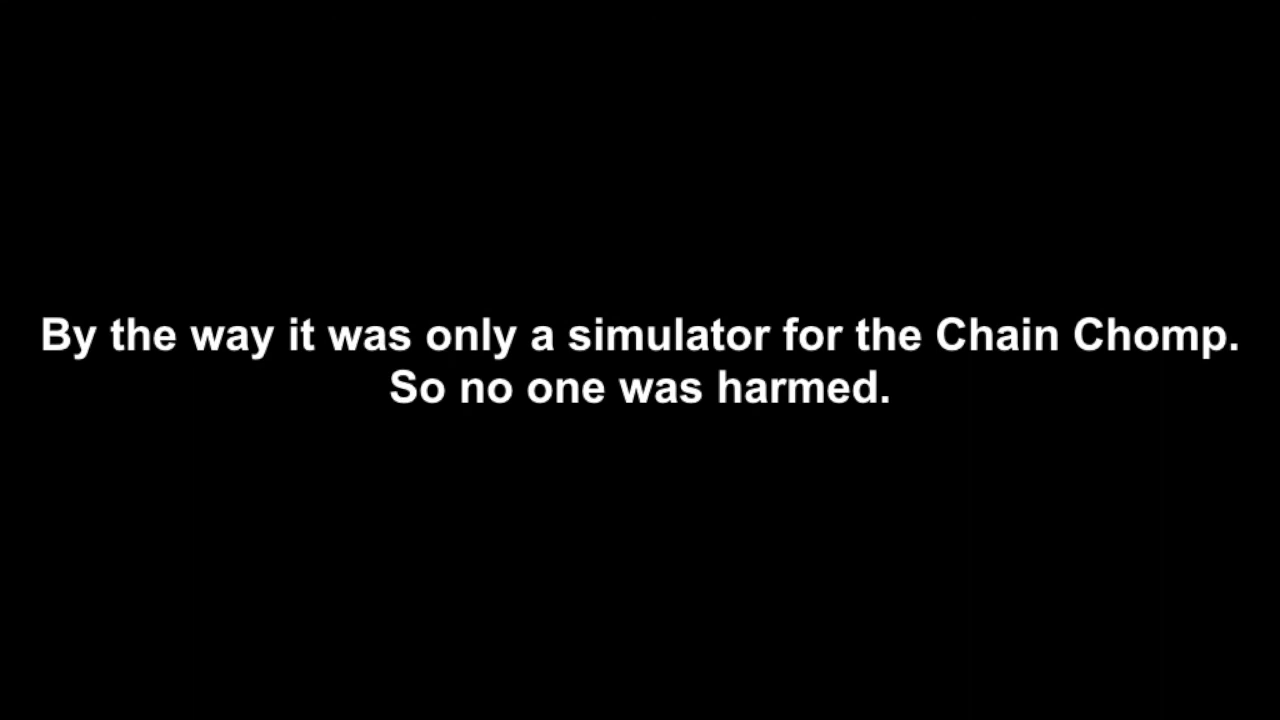 By the way it was only a simulator for the Chain Chomp.
So no one was harmed.